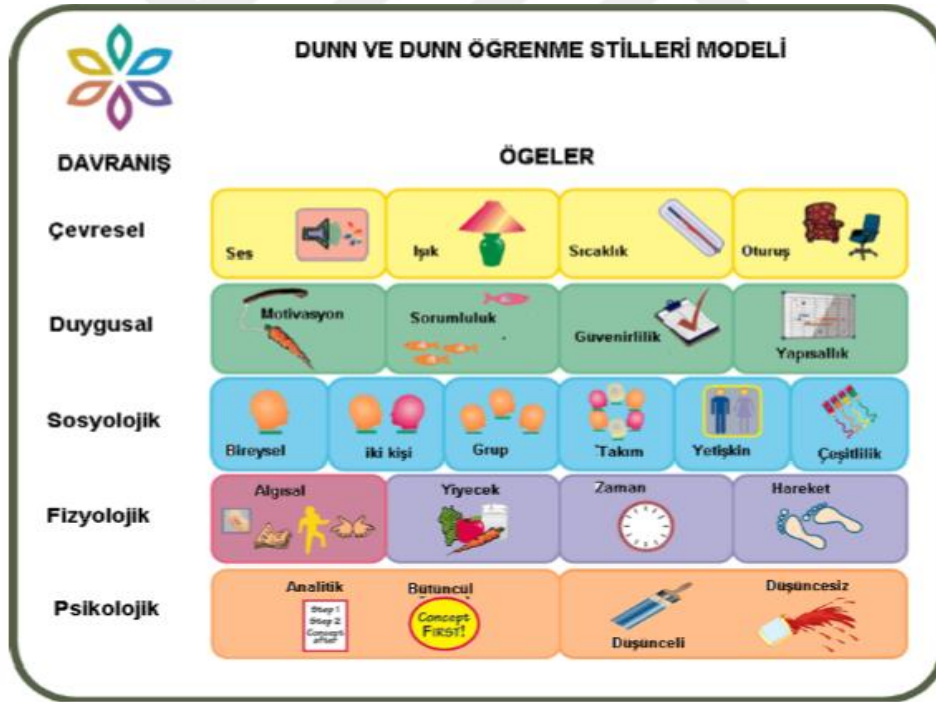 DUNN VE DUNN ÖĞRENME STİLLERİ MODELİ
DAVRANIŞ
ÖGELER
Çevresel
Ses
Işık
Sıcaklık
Oturuş
Duygusal
Motivasyon
Sorumluluk
Güvenirlilik
Yapısallık
Sosyolojik
Bireysel
iki kişi
Grup
Takım
Yetişkin
Çeşitlilik
Fizyolojik
Algısal
Yiyecek
Zaman
Hareket
Psikolojik
Analitik
Step 1
Step 2
Concept
after
Bütüncül
Concept
FIRST!
Düşünceli
Düşüncesiz